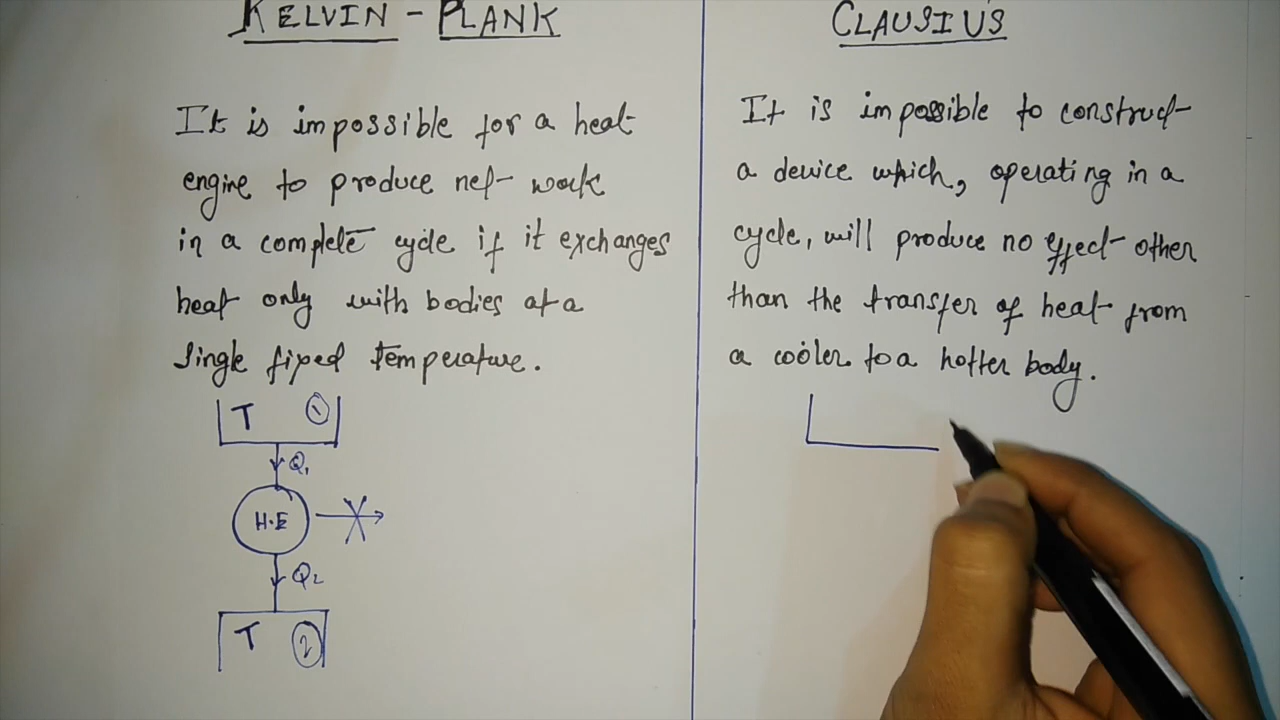 KELVIN - PLANK
It is impossible for a heat
engine to produce net work
in a complete cycle if it exchanges
heat only with bodies at a
single fixed temperature.
T 1
Q1
H.E
Q2
T 2
CLAUSIUS
It is impossible to construct
a device which, operating in a
cycle, will produce no effect other
than the transfer of heat from
a cooler to a hotter body.